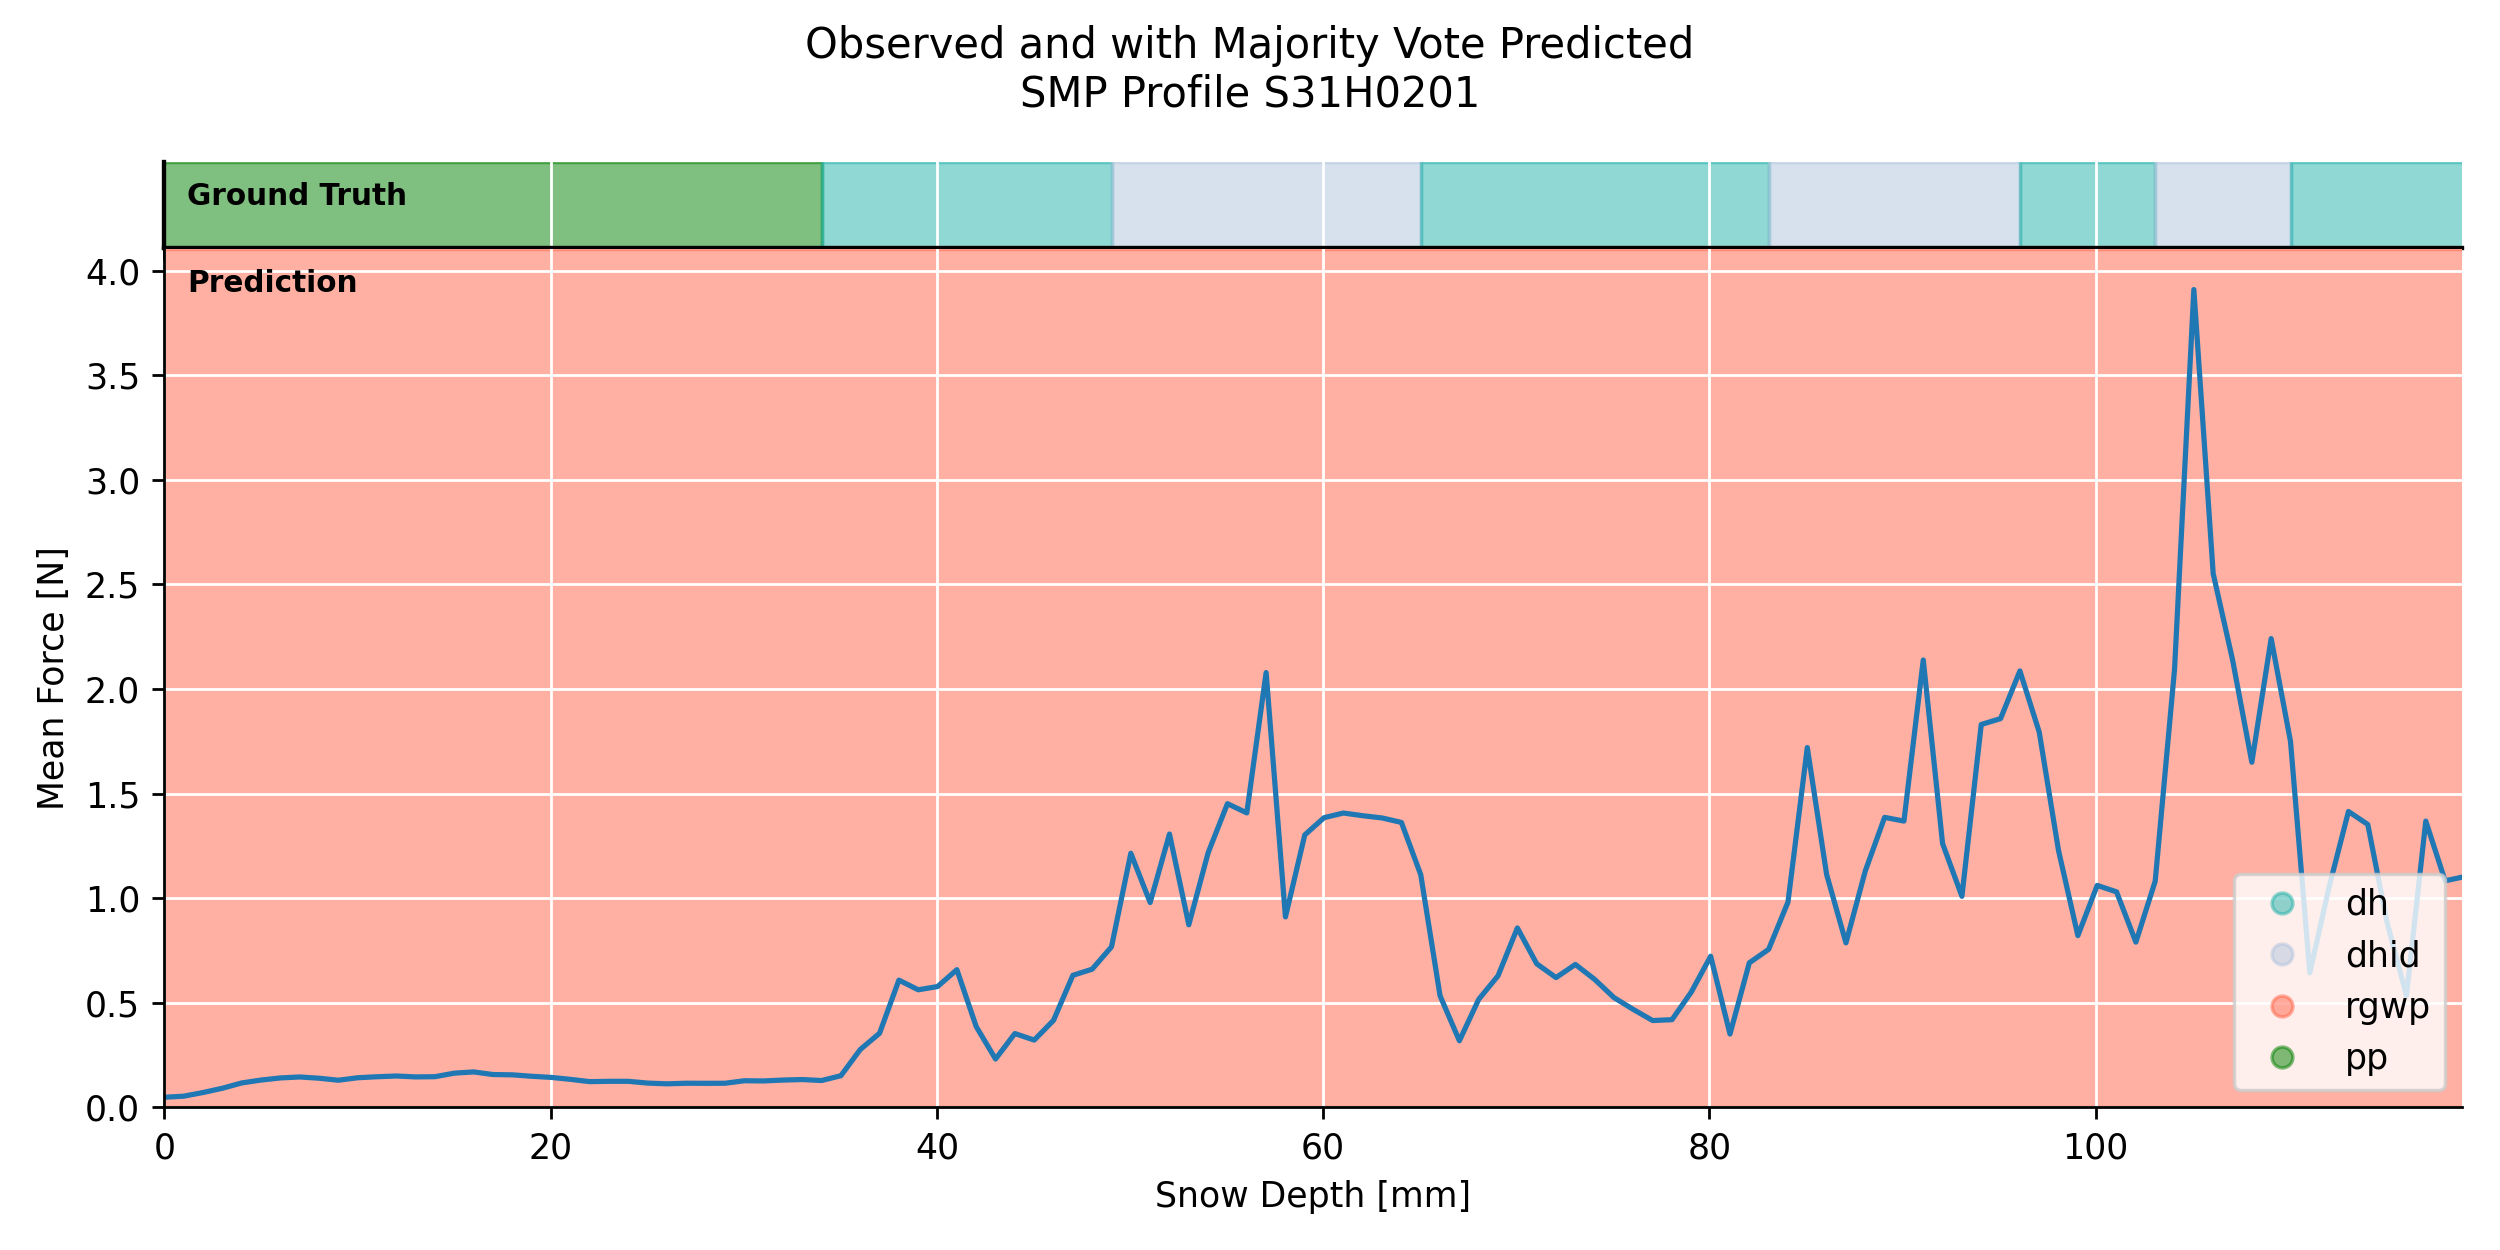 Observed and with Majority Vote Predicted
SMP Profile S31H0201
Ground Truth
Prediction
4.0
3.5
3.0
2.5
2.0
1.5
1.0
0.5
0.0
Mean Force [N]
dh
dhid
rgwp
pp
0 20 40 60 80 100
Snow Depth [mm]